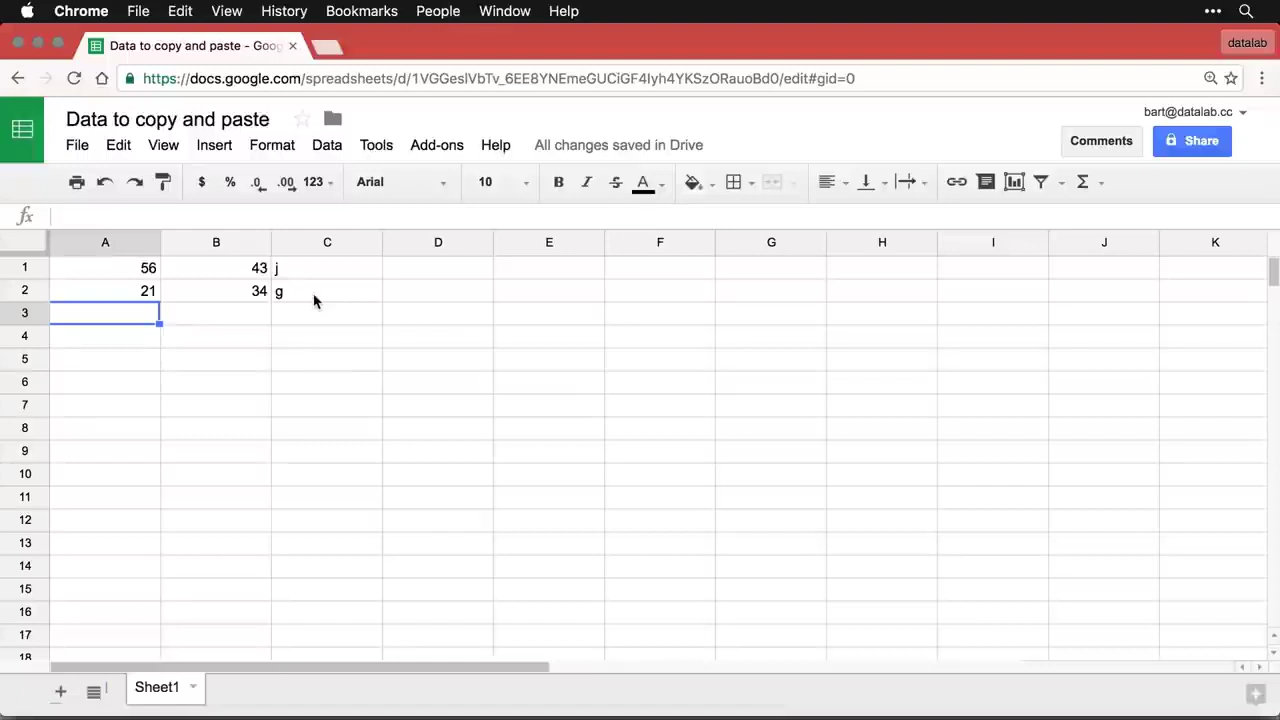 Chrome File Edit View History Bookmarks People Window Help
Data to copy and paste - Goog
datalab
https://docs.google.com/spreadsheets/d/1VGGeslVbTv_6EE8YNEmeGUCiGF4Iyh4YKSzORauoBd0/edit#gid=0
Data to copy and paste
bart@datalab.cc
File Edit View Insert Format Data Tools Add-ons Help All changes saved in Drive
Comments Share
$ % .0 .00 123 Arial 10 B I S A Σ
fx
A B C D E F G H I J K
1 56 43 j
2 21 34 g
3
4
5
6
7
8
9
10
11
12
13
14
15
16
17
18
Sheet1